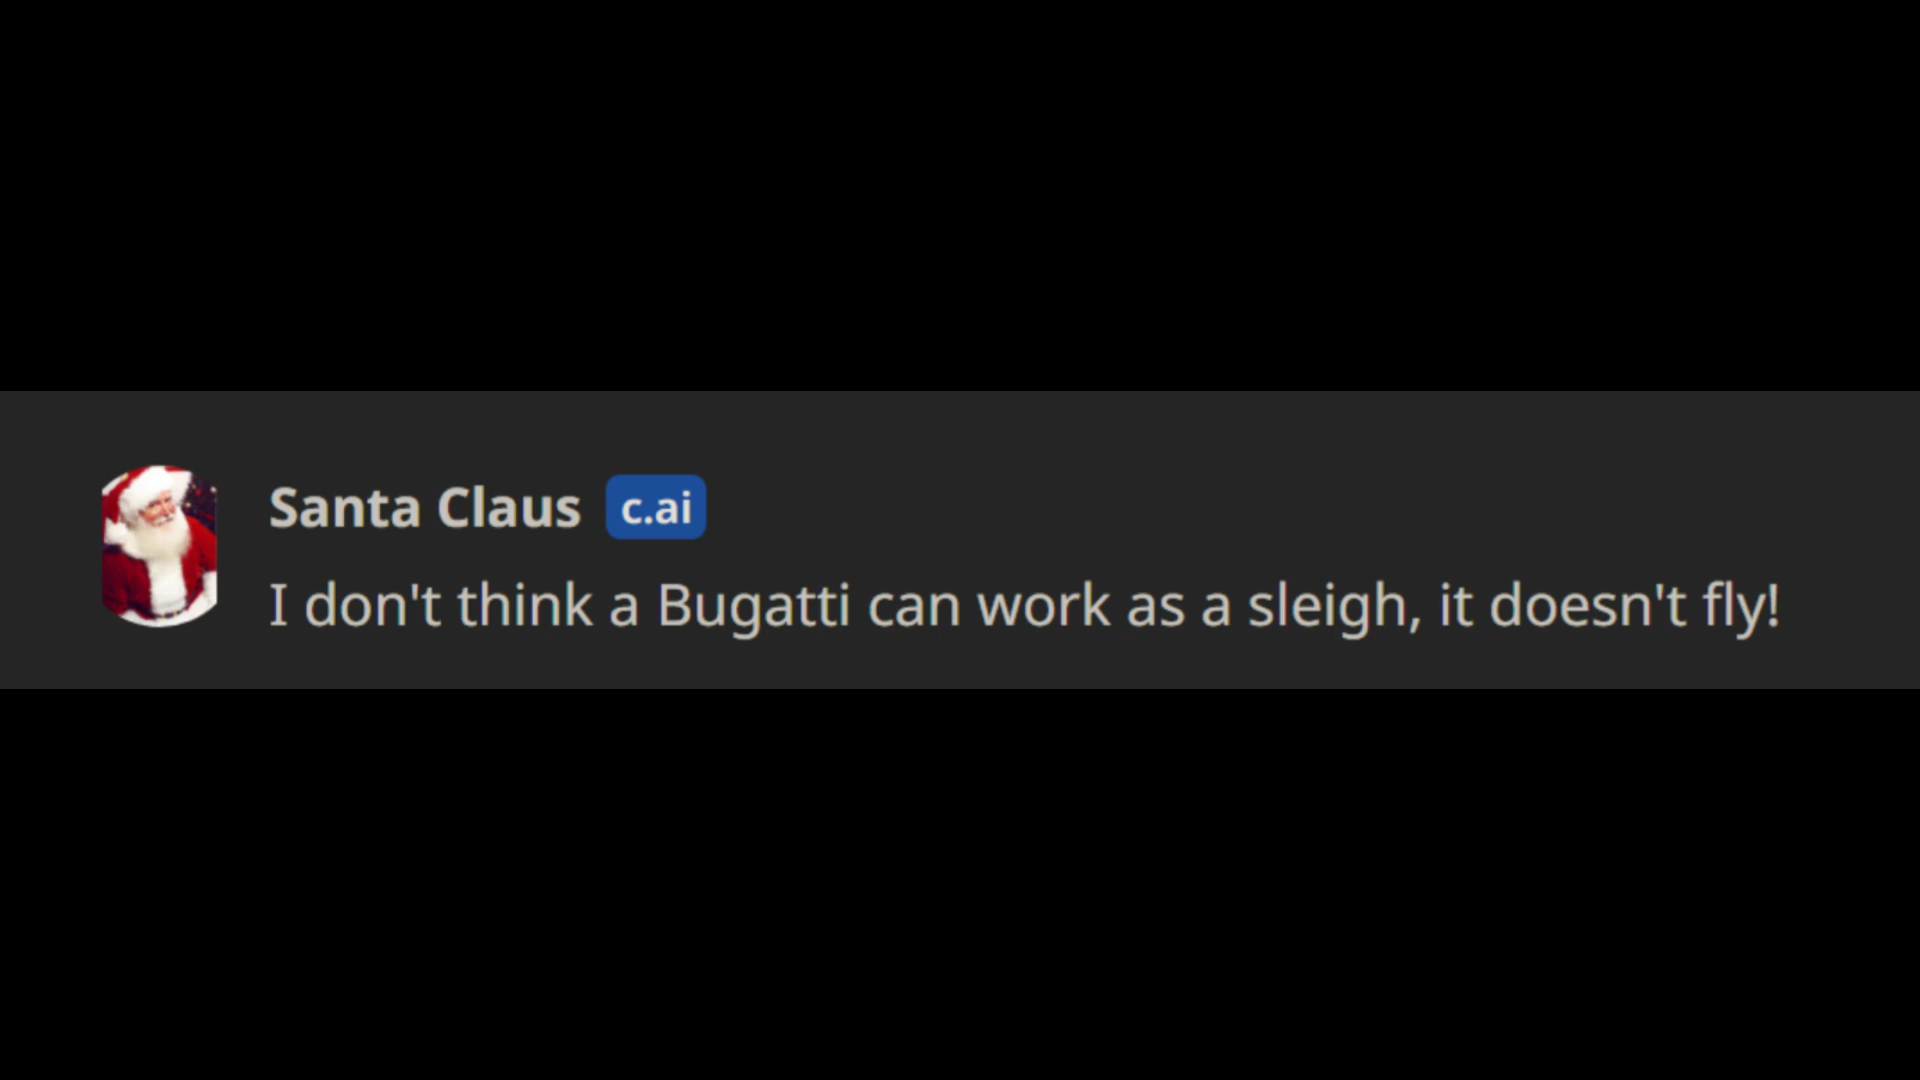 Santa Claus c.ai
I don't think a Bugatti can work as a sleigh, it doesn't fly!